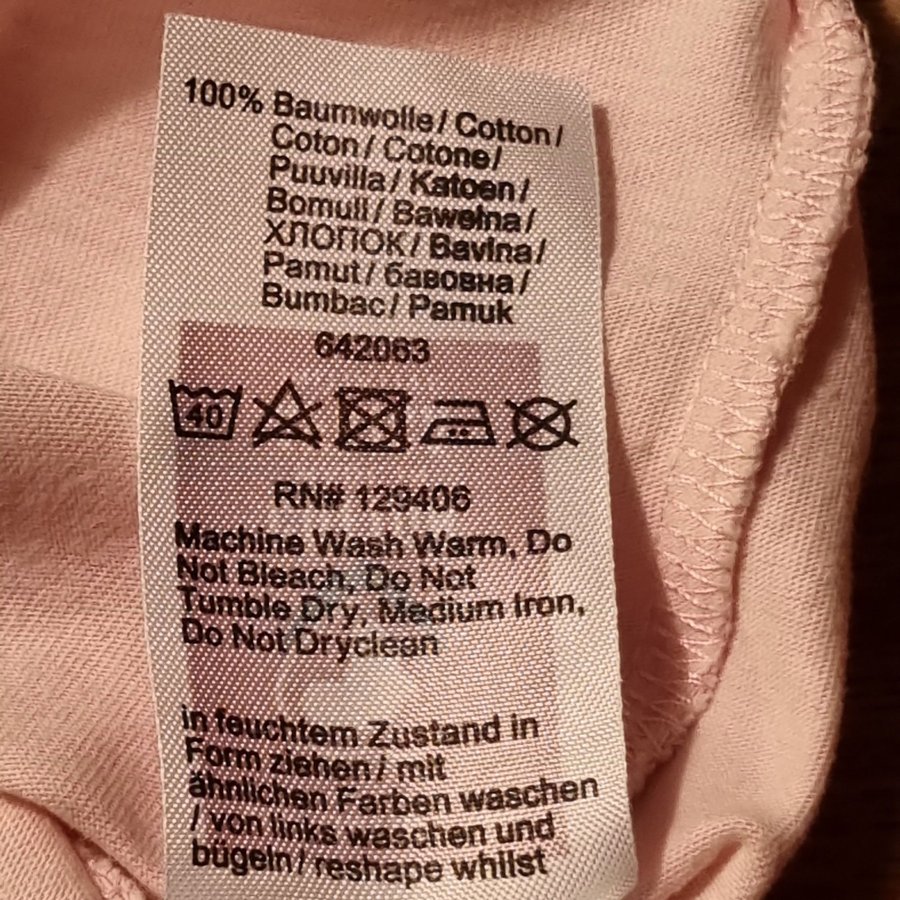 100% Baumwolle / Cotton /
Coton / Cotone /
Puuvilla / Katoen /
Bomull / Bawełna /
ХЛОПОК / Bavlna /
Pamut / бавовна /
Bumbac / Pamuk
642063
40
RN# 129406
Machine Wash Warm, Do
Not Bleach, Do Not
Tumble Dry, Medium Iron,
Do Not Dryclean
in feuchtem Zustand in
Form ziehen / mit
ähnlichen Farben waschen
/ von links waschen und
bügeln / reshape whilst